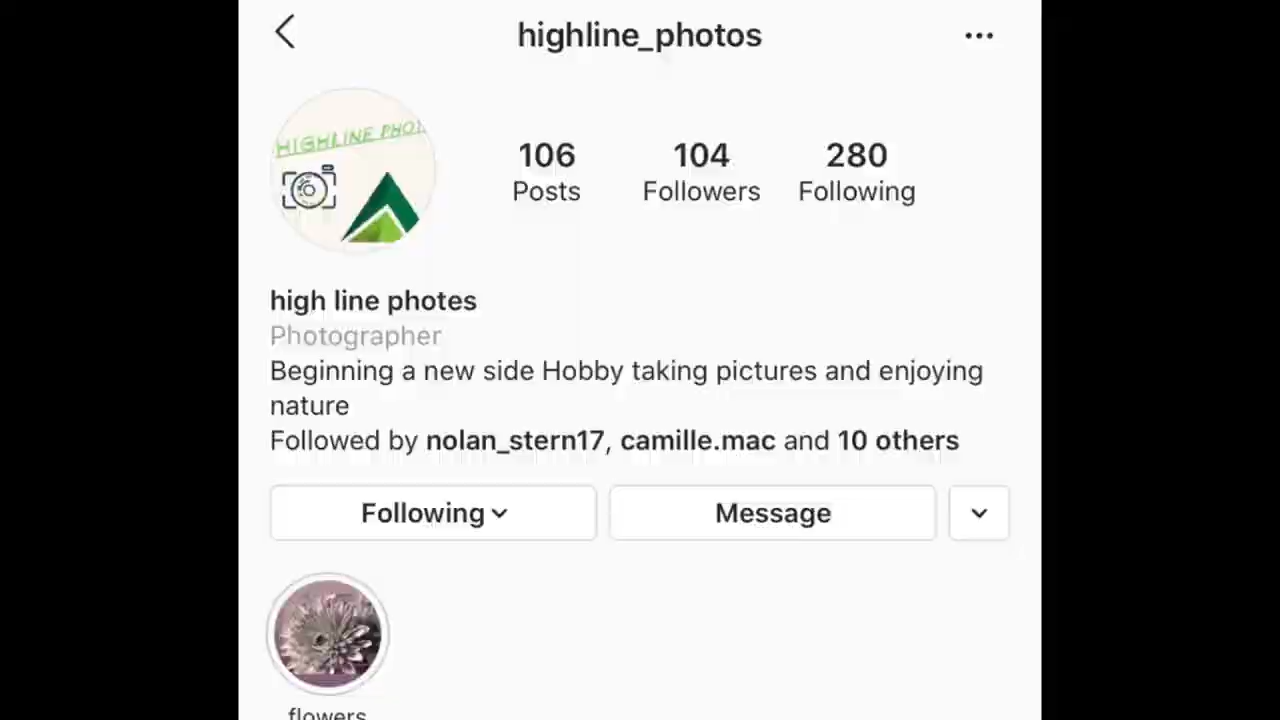 highline_photos
HIGHLINE PHOT
106
104
280
Posts
Followers
Following
high line photes
Photographer
Beginning a new side Hobby taking pictures and enjoying
nature
Followed by nolan_stern17, camille.mac and 10 others
Following
Message
flowers